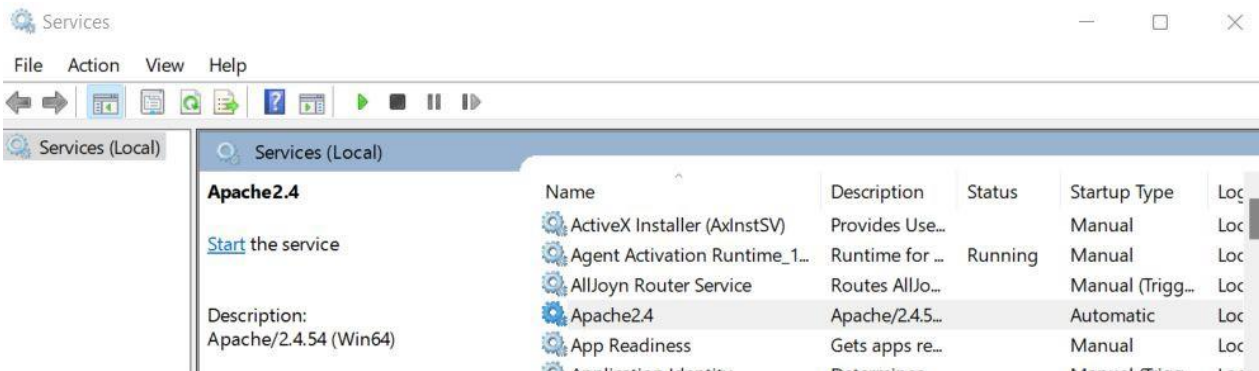 Services
File Action View Help
Services (Local)
Services (Local)
Apache2.4
Start the service
Description:
Apache/2.4.54 (Win64)
Name Description Status Startup Type Log
ActiveX Installer (AxInstSV) Provides Use... Manual Loc
Agent Activation Runtime_1... Runtime for ... Running Manual Loc
AllJoyn Router Service Routes AllJo... Manual (Trigg... Loc
Apache2.4 Apache/2.4.5... Automatic Loc
App Readiness Gets apps re... Manual Loc